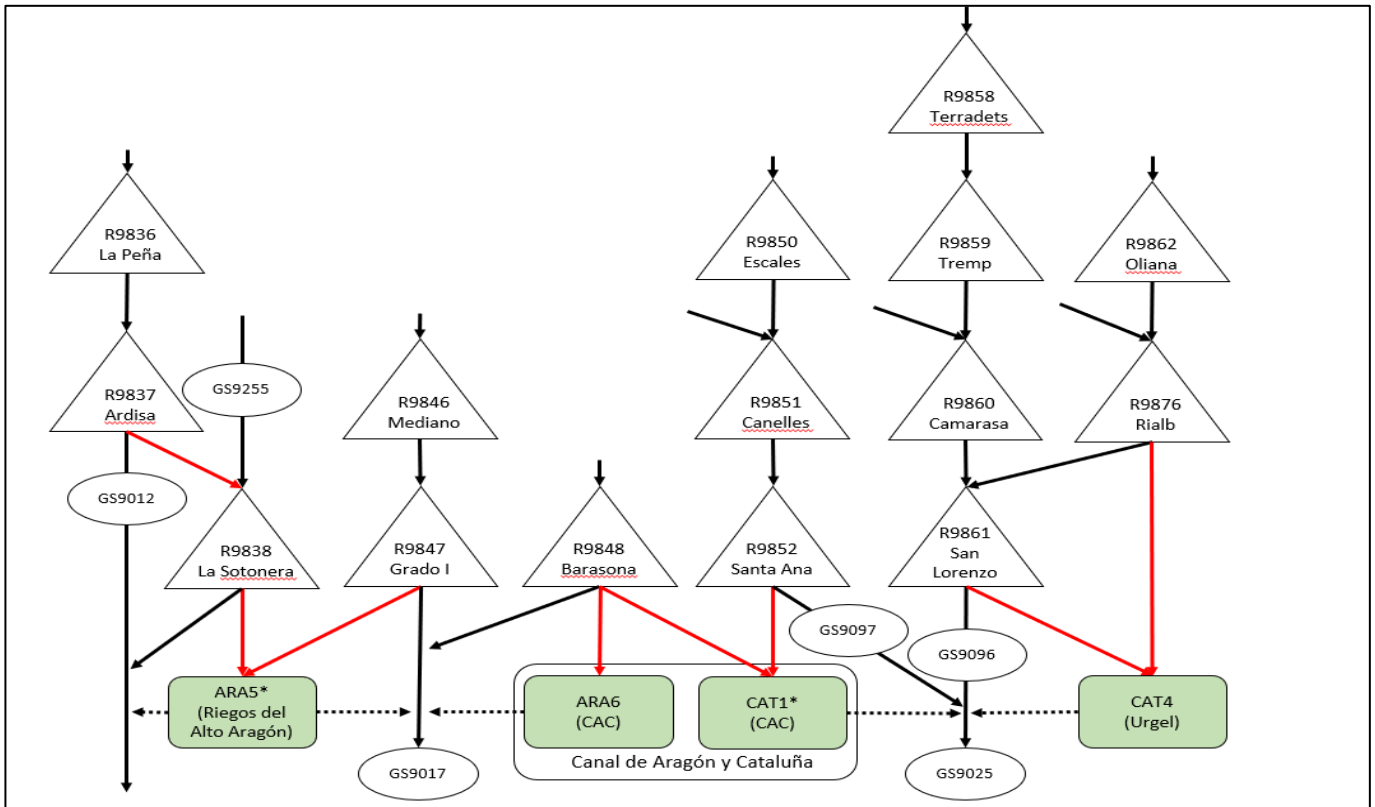 R9858
Terradets
R9836
La Peña
R9850
Escales
R9859
Tremp
R9862
Oliana
R9837
Ardisa
GS9255
R9846
Mediano
R9851
Canelles
R9860
Camarasa
R9876
Rialb
GS9012
R9838
La Sotonera
R9847
Grado I
R9848
Barasona
R9852
Santa Ana
R9861
San
Lorenzo
GS9097
GS9096
ARA5*
(Riegos del
Alto Aragón)
ARA6
(CAC)
CAT1*
(CAC)
CAT4
(Urgel)
Canal de Aragón y Cataluña
GS9017
GS9025